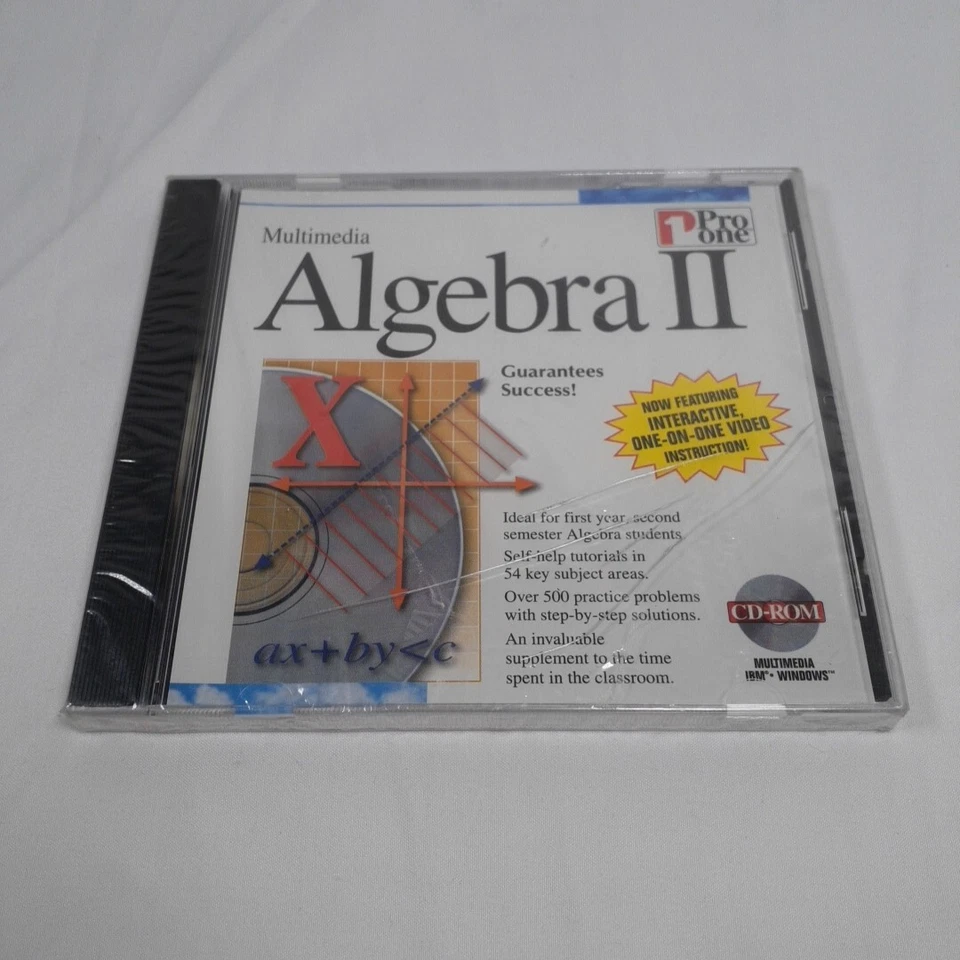 Multimedia
Pro
one
Algebra II
X
Guarantees
Success!
NOW FEATURING
INTERACTIVE,
ONE-ON-ONE VIDEO
INSTRUCTION!
Ideal for first year, second
semester Algebra students.
Self-help tutorials in
54 key subject areas.
Over 500 practice problems
with step-by-step solutions.
An invaluable
supplement to the time
spent in the classroom.
ax+by<c
CD-ROM
MULTIMEDIA
IBM® • WINDOWS™